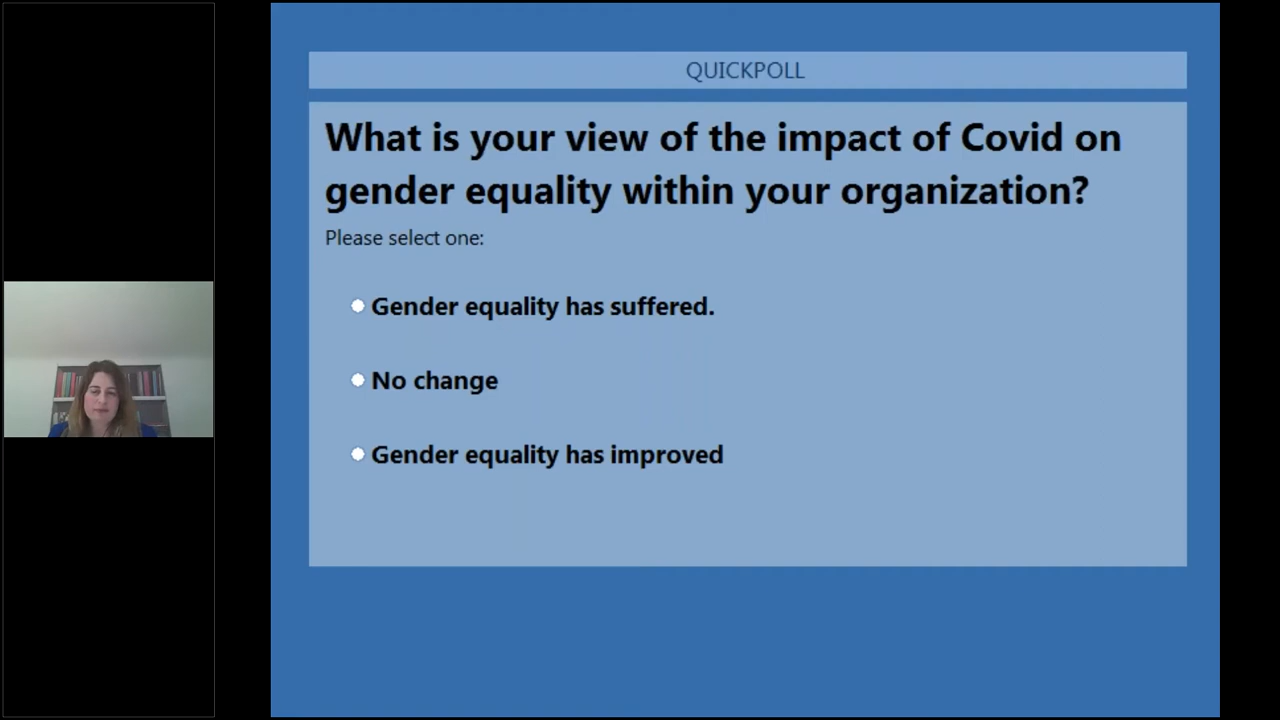 QUICKPOLL
What is your view of the impact of Covid on
gender equality within your organization?
Please select one:
Gender equality has suffered.
No change
Gender equality has improved